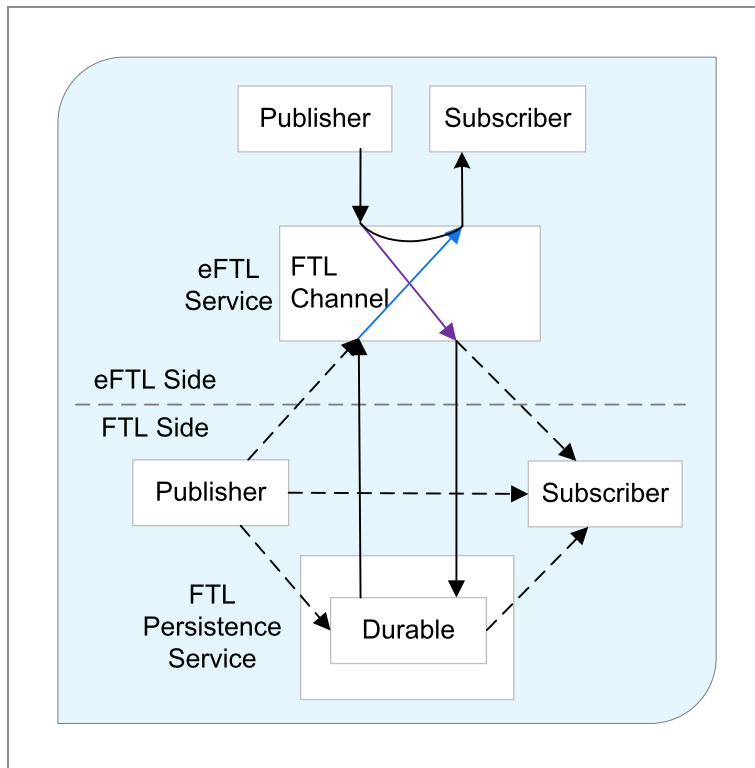 Publisher
Subscriber
eFTL
Service
FTL
Channel
eFTL Side
FTL Side
Publisher
Subscriber
FTL
Persistence
Service
Durable